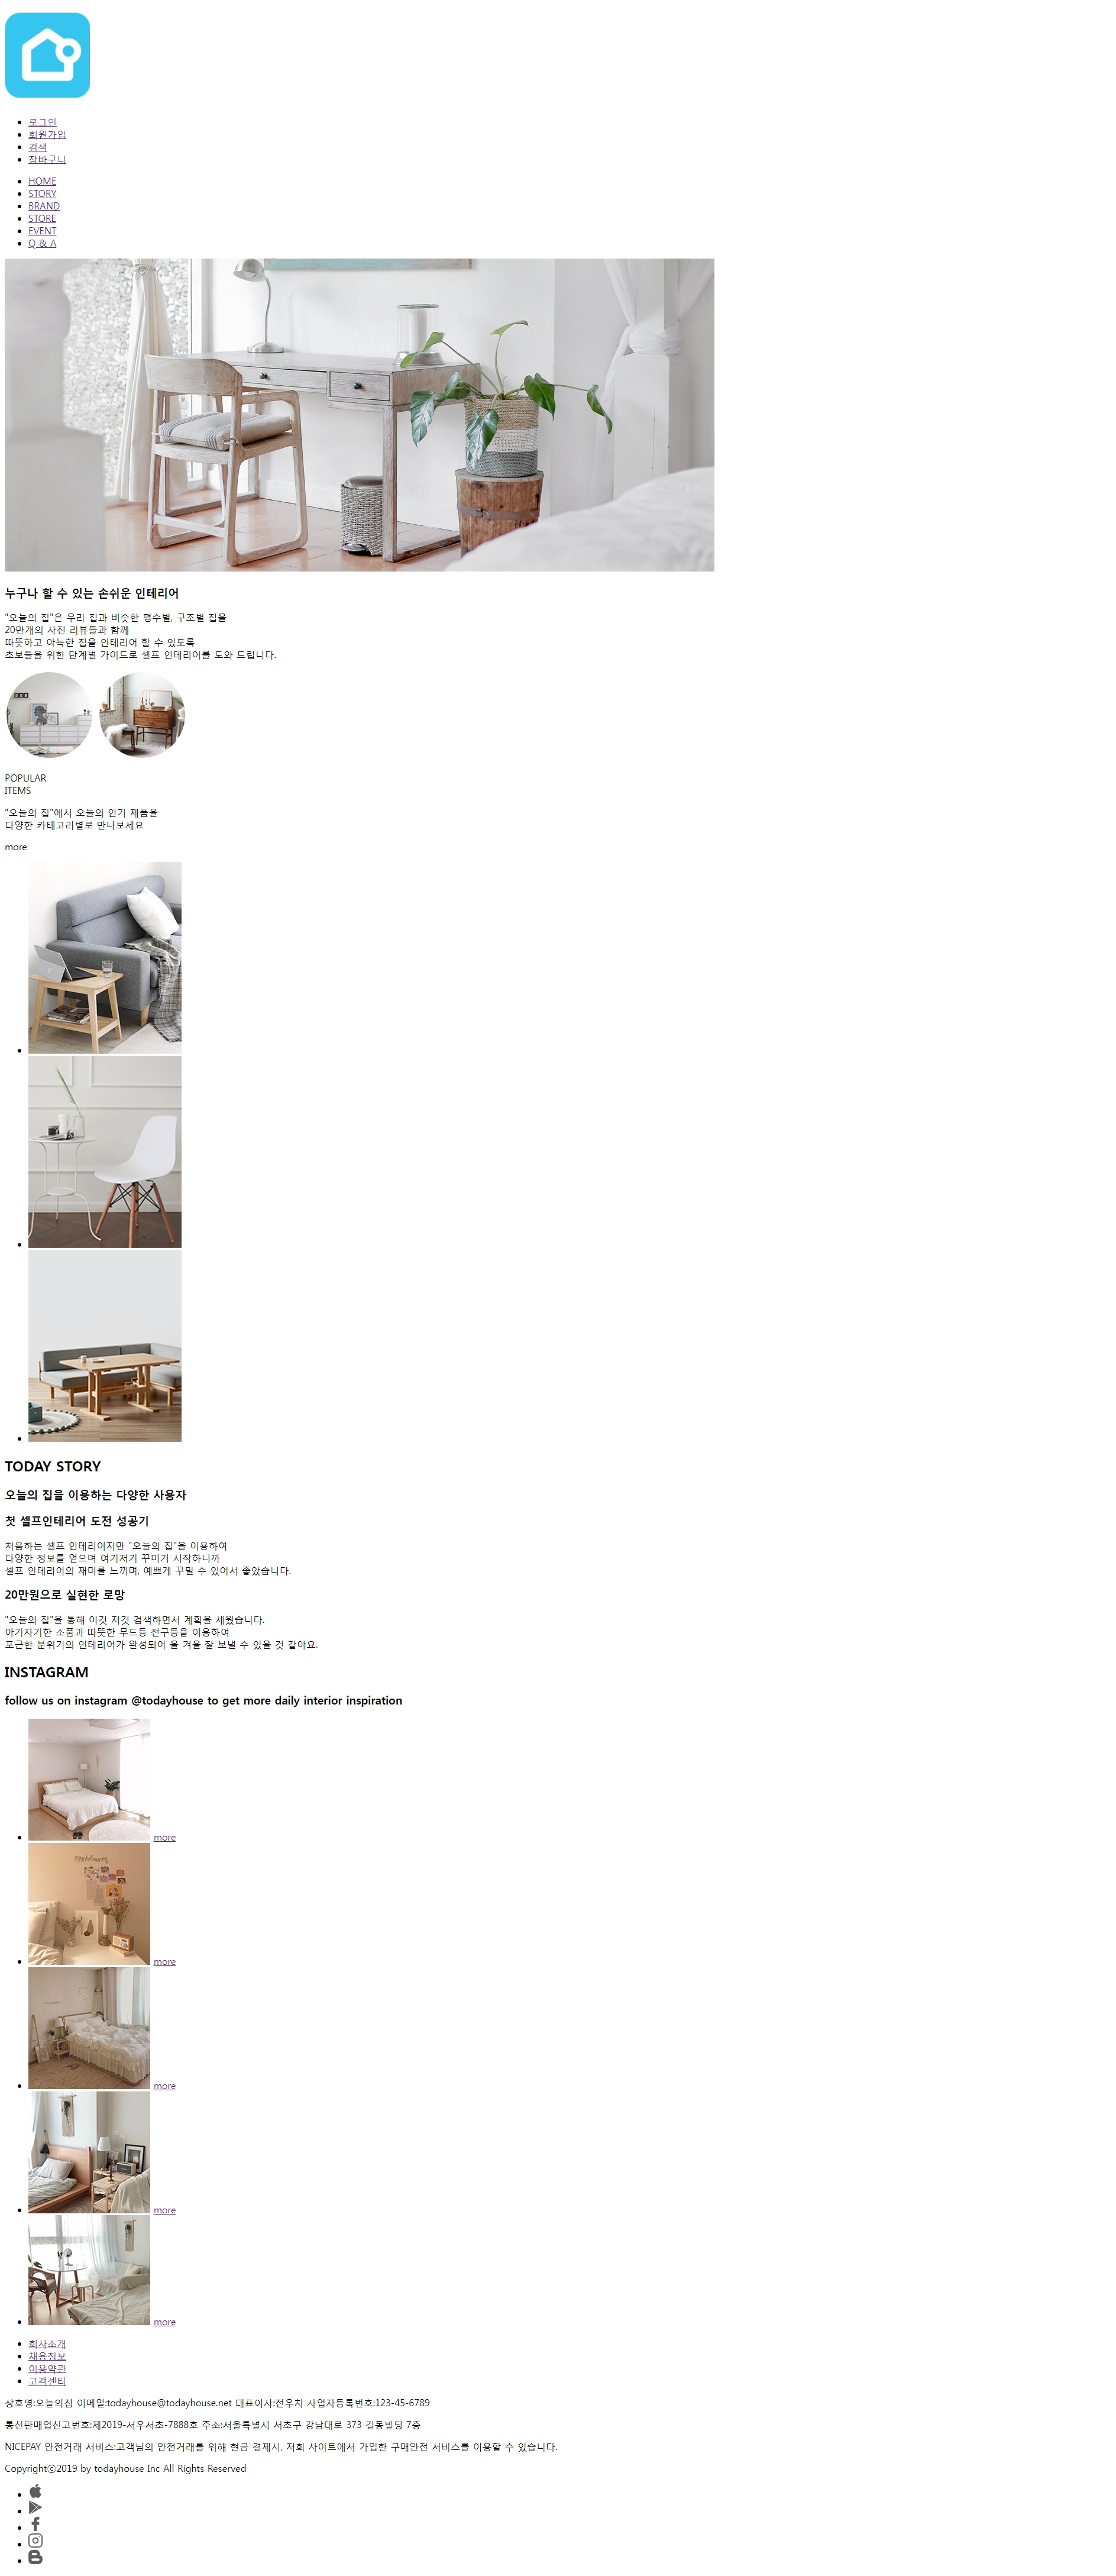 로그인
회원가입
검색
장바구니
HOME
STORY
BRAND
STORE
EVENT
Q & A
누구나 할 수 있는 손쉬운 인테리어
"오늘의 집"은 우리 집과 비슷한 평수별, 구조별 집을
20만개의 사진 리뷰들과 함께
따뜻하고 아늑한 집을 인테리어 할 수 있도록
초보들을 위한 단계별 가이드로 셀프 인테리어를 도와 드립니다.
POPULAR
ITEMS
"오늘의 집"에서 오늘의 인기 제품을
다양한 카테고리별로 만나보세요
more
TODAY STORY
오늘의 집을 이용하는 다양한 사용자
첫 셀프인테리어 도전 성공기
처음하는 셀프 인테리어지만 "오늘의 집"을 이용하여
다양한 정보를 얻으며 여기저기 꾸미기 시작하니까
셀프 인테리어의 재미를 느끼며, 예쁘게 꾸밀 수 있어서 좋았습니다.
20만원으로 실현한 로망
"오늘의 집"을 통해 이것 저것 검색하면서 계획을 세웠습니다.
아기자기한 소품과 따뜻한 무드등 전구등을 이용하여
포근한 분위기의 인테리어가 완성되어 올 겨울 잘 보낼 수 있을 것 같아요.
INSTAGRAM
follow us on instagram @todayhouse to get more daily interior inspiration
more
more
more
more
more
회사소개
채용정보
이용약관
고객센터
상호명:오늘의집 이메일:todayhouse@todayhouse.net 대표이사:전우치 사업자등록번호:123-45-6789
통신판매업신고번호:제2019-서우서초-7888호 주소:서울특별시 서초구 강남대로 373 길동빌딩 7층
NICEPAY 안전거래 서비스:고객님의 안전거래를 위해 현금 결제시, 저희 사이트에서 가입한 구매안전 서비스를 이용할 수 있습니다.
Copyrightⓒ2019 by todayhouse Inc All Rights Reserved